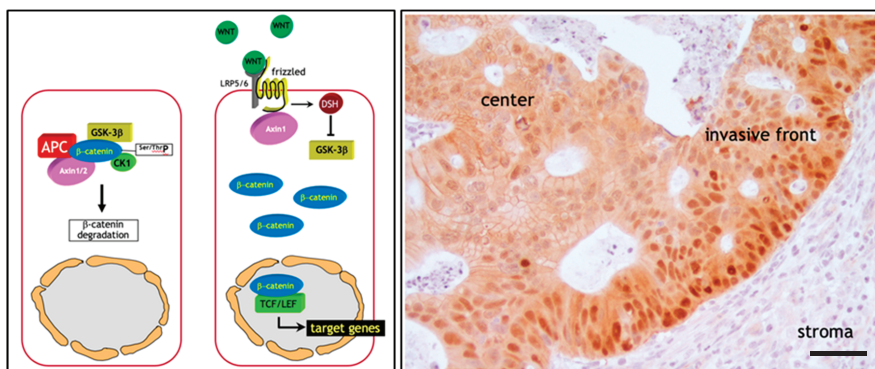 APC
GSK-3β
β-catenin
Ser/ThrP
Axin1/2
CK1
β-catenin
degradation
WNT
WNT
WNT
LRP5/6
frizzled
DSH
Axin1
GSK-3β
β-catenin
β-catenin
β-catenin
β-catenin
TCF/LEF
target genes
center
invasive front
stroma